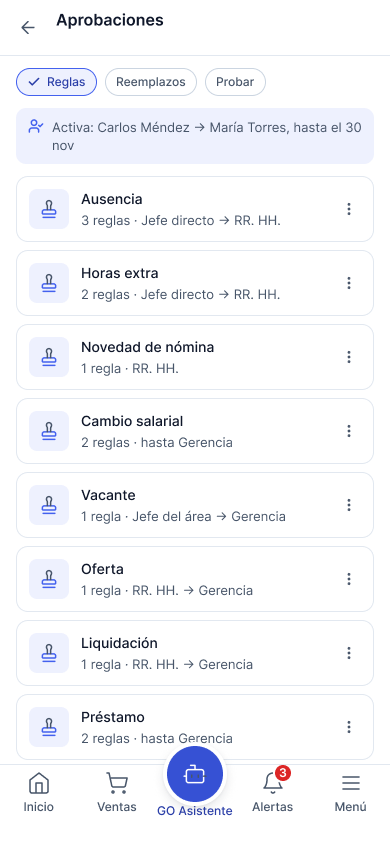 Aprobaciones
Reglas
Reemplazos
Probar
Activa: Carlos Méndez → María Torres, hasta el 30
nov
Ausencia
3 reglas · Jefe directo → RR. HH.
Horas extra
2 reglas · Jefe directo → RR. HH.
Novedad de nómina
1 regla · RR. HH.
Cambio salarial
2 reglas · hasta Gerencia
Vacante
1 regla · Jefe del área → Gerencia
Oferta
1 regla · RR. HH. → Gerencia
Liquidación
1 regla · RR. HH. → Gerencia
Préstamo
2 reglas · hasta Gerencia
3
Inicio
Ventas
GO Asistente
Alertas
Menú